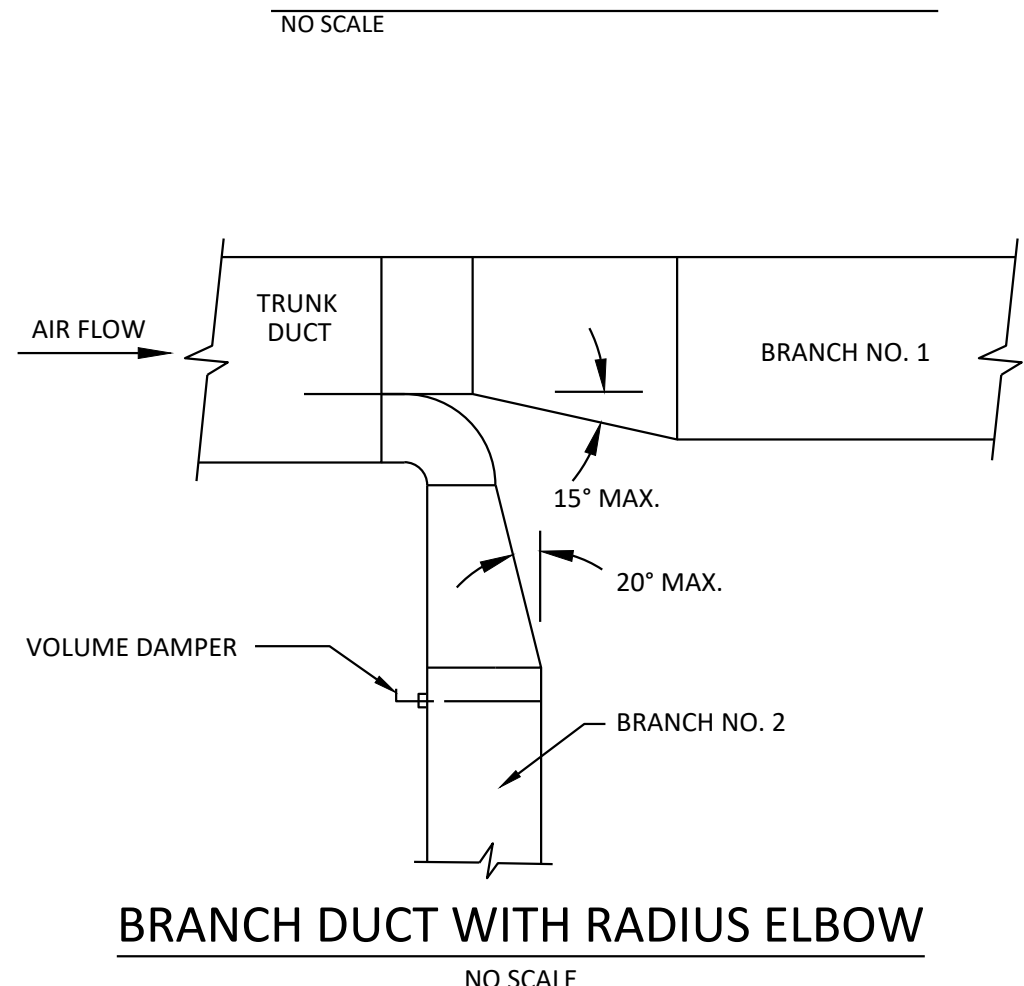 NO SCALE
TRUNK
DUCT
AIR FLOW
BRANCH NO. 1
15° MAX.
20° MAX.
VOLUME DAMPER
BRANCH NO. 2
BRANCH DUCT WITH RADIUS ELBOW
NO SCALE